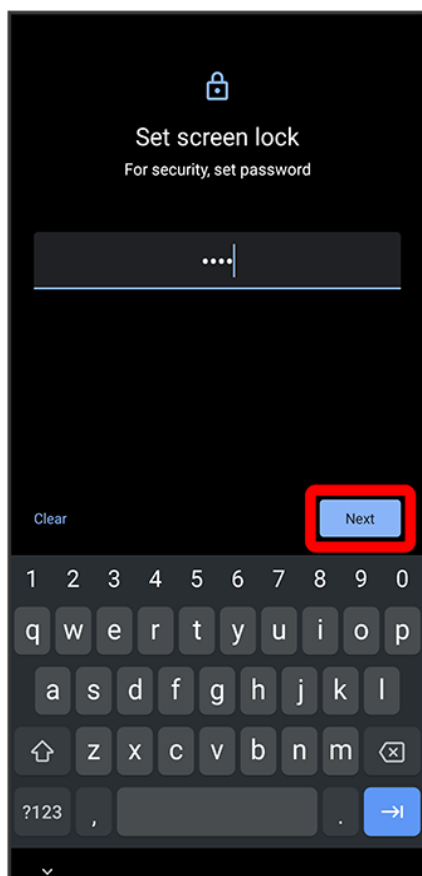 Set screen lock
For security, set password
••••
Clear
Next
1 2 3 4 5 6 7 8 9 0
q w e r t y u i o p
a s d f g h j k l
z x c v b n m
?123 , .